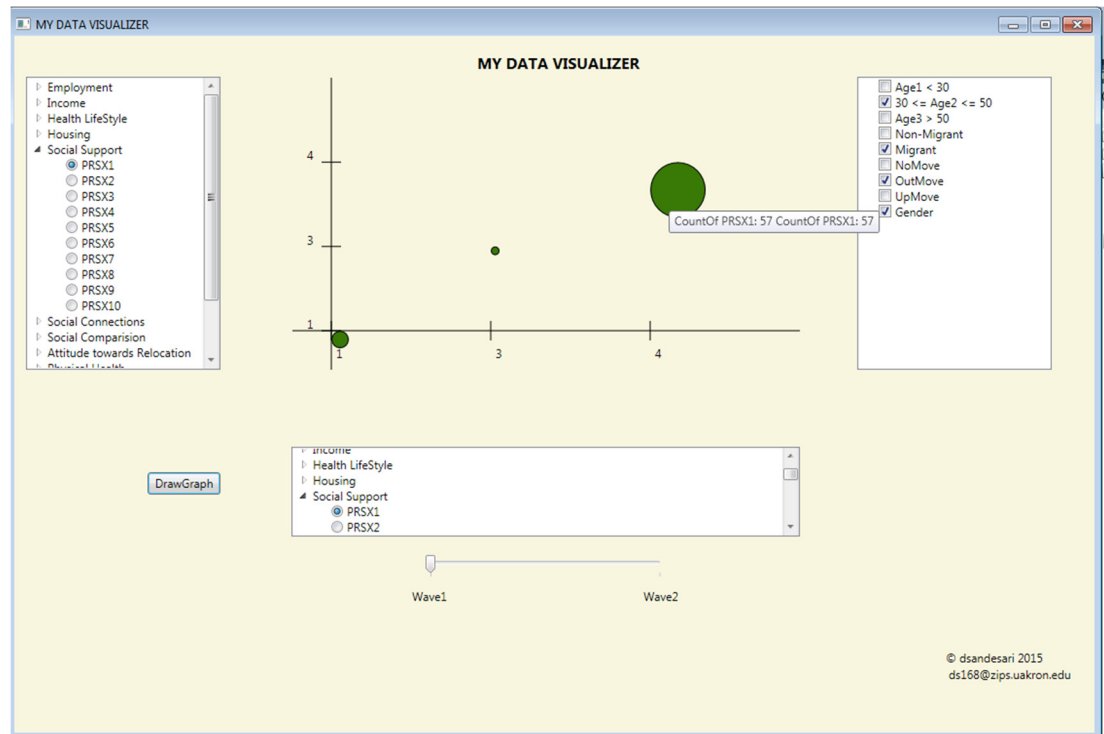 MY DATA VISUALIZER
MY DATA VISUALIZER
Employment
Income
Health LifeStyle
Housing
Social Support
PRSX1
PRSX2
PRSX3
PRSX4
PRSX5
PRSX6
PRSX7
PRSX8
PRSX9
PRSX10
Social Connections
Social Comparision
Attitude towards Relocation
Physical Health
4
3
1
1
3
4
CountOf PRSX1: 57 CountOf PRSX1: 57
Age1 < 30
30 <= Age2 <= 50
Age3 > 50
Non-Migrant
Migrant
NoMove
OutMove
UpMove
Gender
DrawGraph
Income
Health LifeStyle
Housing
Social Support
PRSX1
PRSX2
Wave1
Wave2
© dsandesari 2015
ds168@zips.uakron.edu